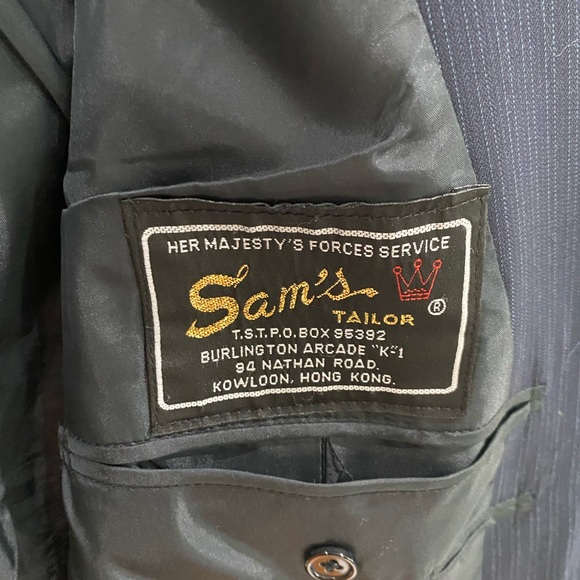 HER MAJESTY'S FORCES SERVICE
Sam's
TAILOR ®
T.S.T.P.O.BOX 95392
BURLINGTON ARCADE "K"1
94 NATHAN ROAD.
KOWLOON, HONG KONG.